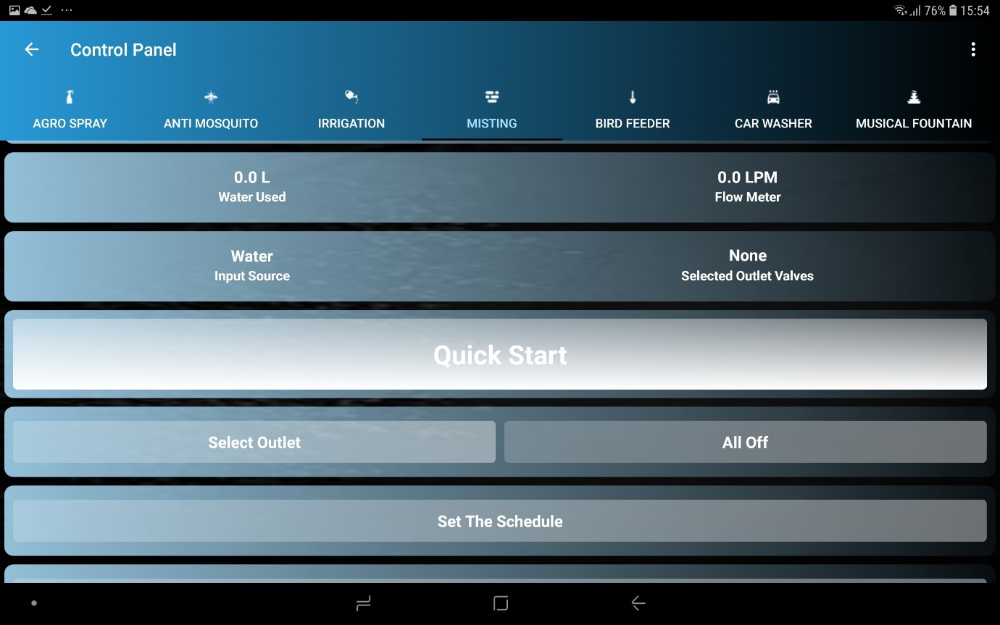 76% 15:54
Control Panel
AGRO SPRAY ANTI MOSQUITO IRRIGATION MISTING BIRD FEEDER CAR WASHER MUSICAL FOUNTAIN
0.0 L 0.0 LPM
Water Used Flow Meter
Water None
Input Source Selected Outlet Valves
Quick Start
Select Outlet All Off
Set The Schedule